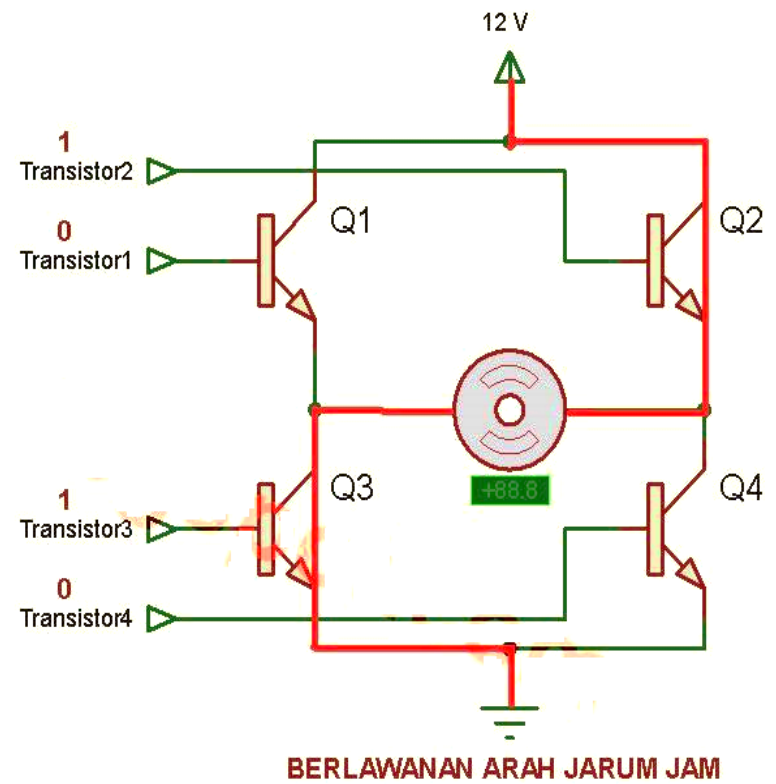 12 V
1
Transistor2
Q1
Q2
0
Transistor1
+88.8
Q3
Q4
1
Transistor3
0
Transistor4
BERLAWANAN ARAH JARUM JAM